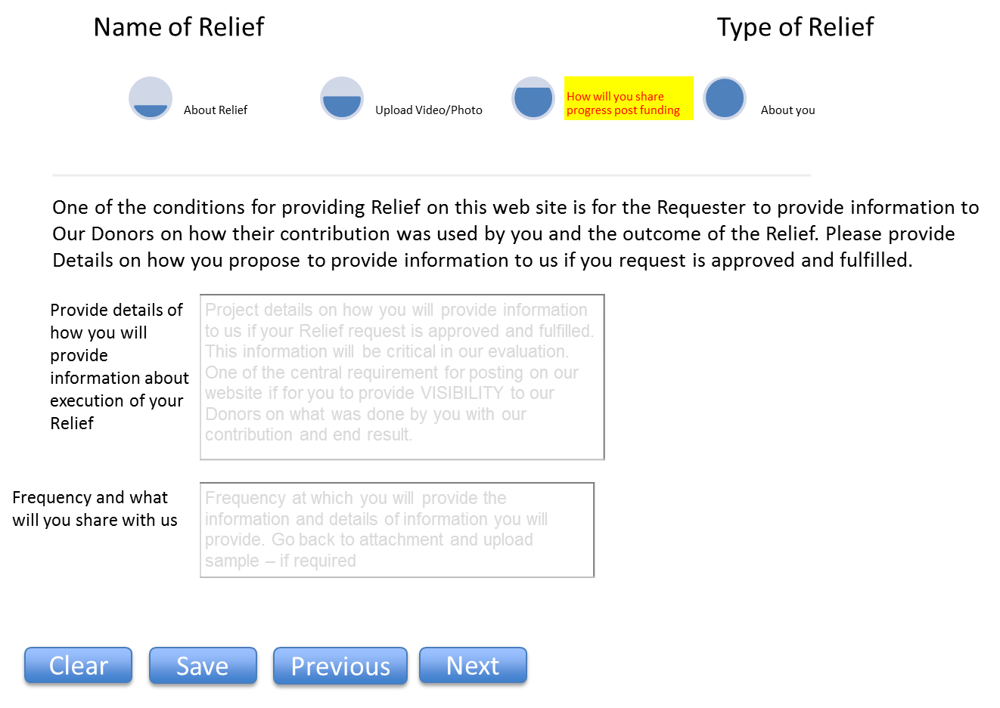 Name of Relief
Type of Relief
About Relief
Upload Video/Photo
How will you share
progress post funding
About you
One of the conditions for providing Relief on this web site is for the Requester to provide information to
Our Donors on how their contribution was used by you and the outcome of the Relief. Please provide
Details on how you propose to provide information to us if you request is approved and fulfilled.
Provide details of
how you will
provide
information about
execution of your
Relief
Project details on how you will provide information
to us if your Relief request is approved and fulfilled.
This information will be critical in our evaluation.
One of the central requirement for posting on our
website if for you to provide VISIBILITY to our
Donors on what was done by you with our
contribution and end result.
Frequency and what
will you share with us
Frequency at which you will provide the
information and details of information you will
provide. Go back to attachment and upload
sample – if required
Clear
Save
Previous
Next